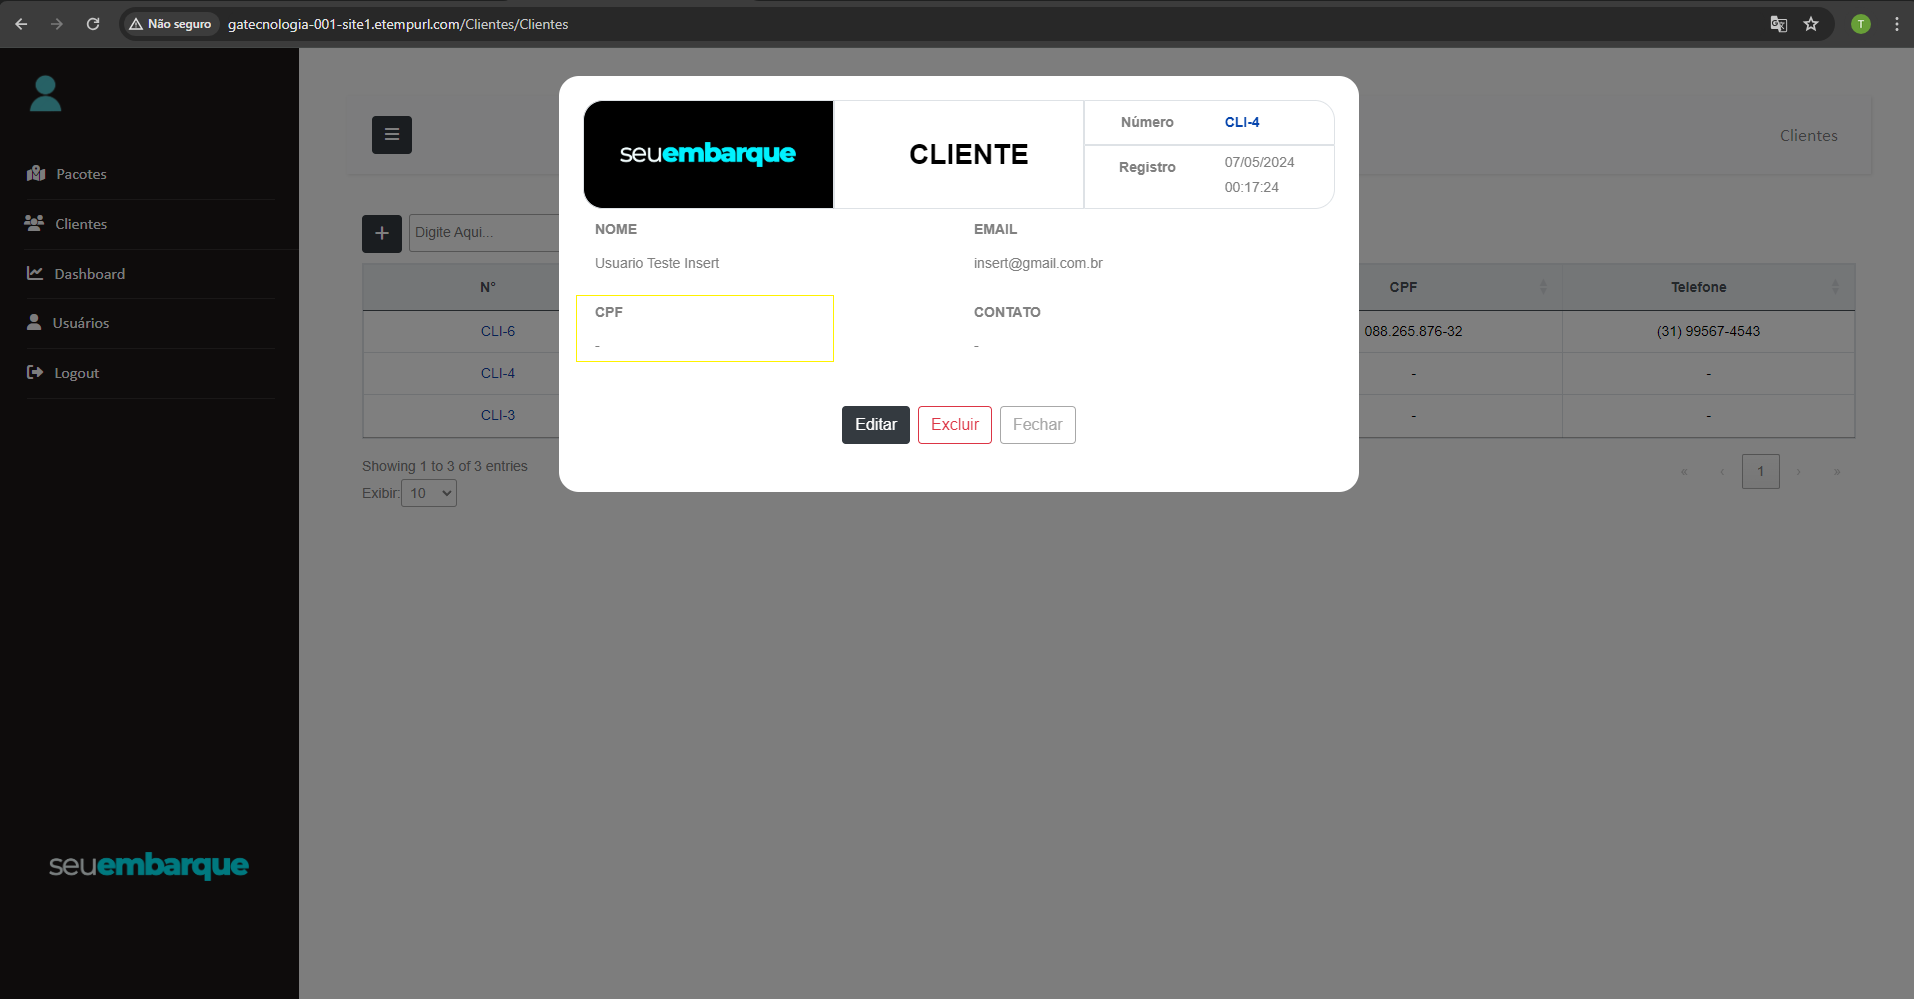 Não seguro
gatecnologia-001-site1.etempurl.com/Clientes/Clientes
T
Pacotes
Clientes
Dashboard
Usuários
Logout
seuembarque
Clientes
seuembarque
CLIENTE
Número CLI-4
Registro 07/05/2024
00:17:24
NOME EMAIL
Usuario Teste Insert insert@gmail.com.br
CPF CONTATO
- -
Editar Excluir Fechar
+ Digite Aqui...
N° CPF Telefone
CLI-6 088.265.876-32 (31) 99567-4543
CLI-4 - -
CLI-3 - -
Showing 1 to 3 of 3 entries
Exibir: 10
« ‹ 1 › »